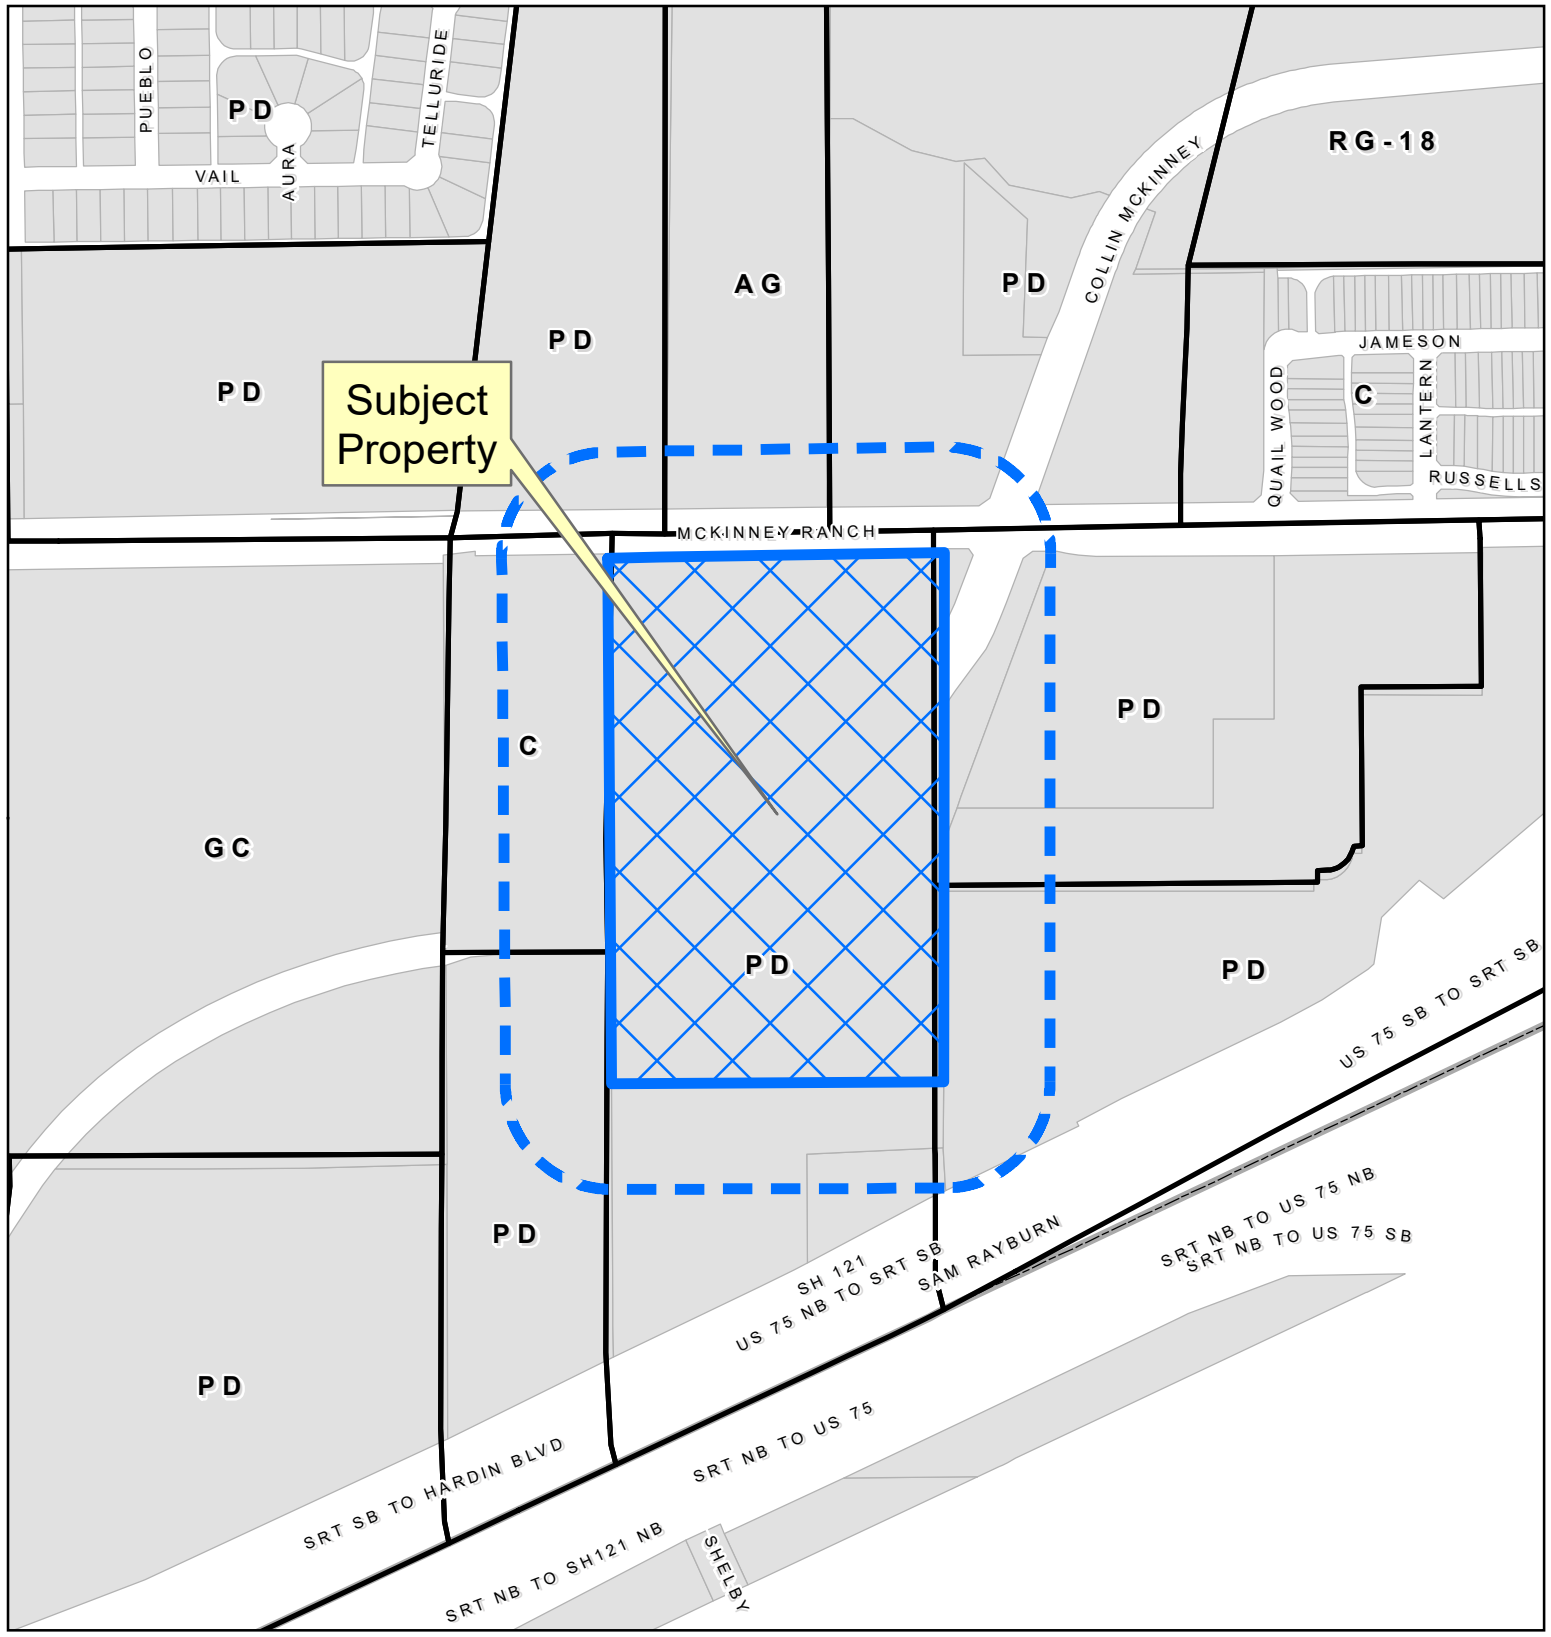 PUEBLO
TELLURIDE
PD
AURA
VAIL
COLLIN MCKINNEY
RG-18
AG
PD
PD
PD
JAMESON
LANTERN
QUAIL WOOD
C
RUSSELLS
Subject
Property
MCKINNEY RANCH
C
PD
GC
PD
PD
US 75 SB TO SRT SB
SRT NB TO US 75 NB
SRT NB TO US 75 SB
PD
SH 121
US 75 NB TO SRT SB
SAM RAYBURN
PD
SRT NB TO US 75
SRT SB TO HARDIN BLVD
SRT NB TO SH121 NB
SHELBY